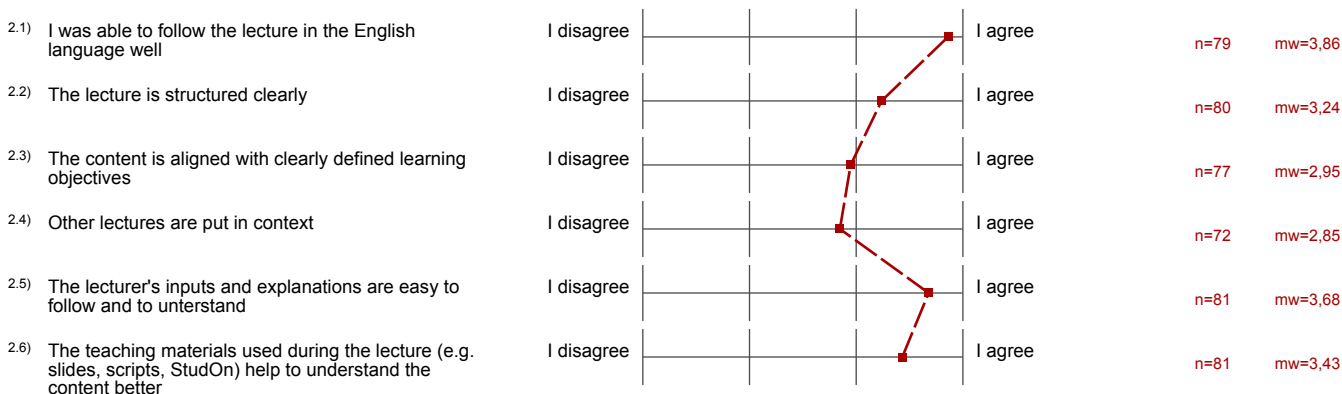 2.1) I was able to follow the lecture in the English language well I disagree I agree n=79 mw=3,86
2.2) The lecture is structured clearly I disagree I agree n=80 mw=3,24
2.3) The content is aligned with clearly defined learning objectives I disagree I agree n=77 mw=2,95
2.4) Other lectures are put in context I disagree I agree n=72 mw=2,85
2.5) The lecturer's inputs and explanations are easy to follow and to unterstand I disagree I agree n=81 mw=3,68
2.6) The teaching materials used during the lecture (e.g. slides, scripts, StudOn) help to understand the content better I disagree I agree n=81 mw=3,43